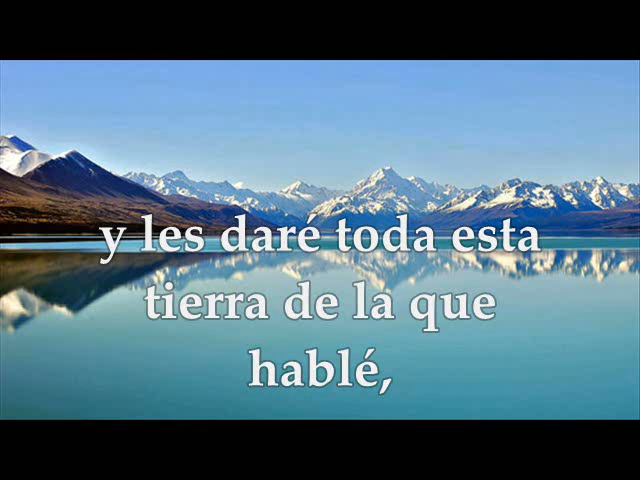 y les daré toda esta
tierra de la que
hablé,